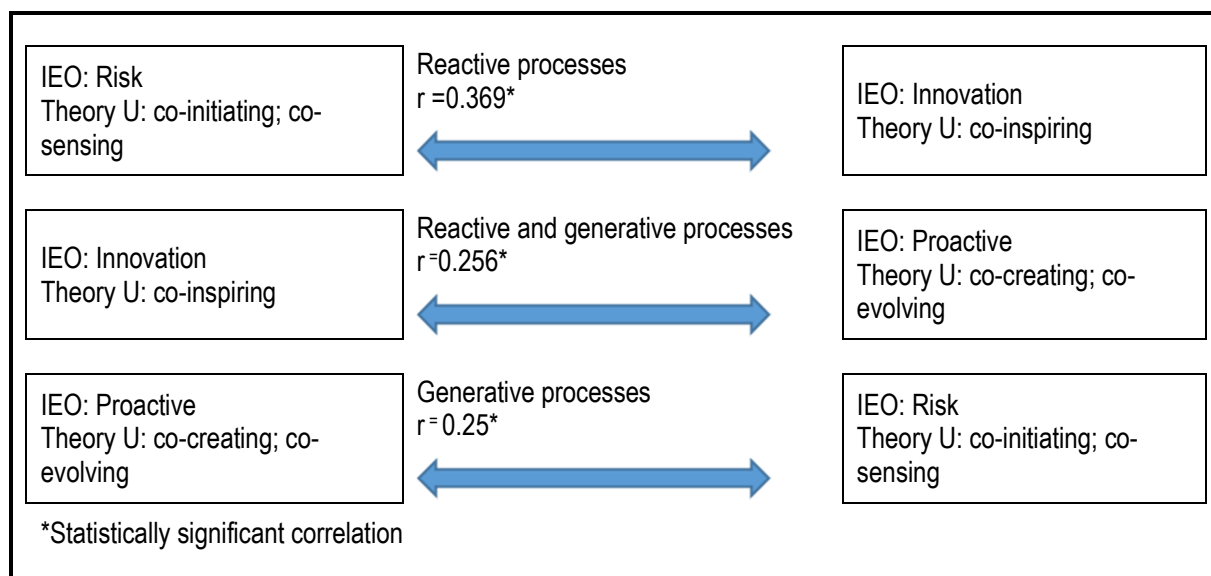 IEO: Risk
Theory U: co-initiating; co-
sensing
Reactive processes
r =0.369*
IEO: Innovation
Theory U: co-inspiring
IEO: Innovation
Theory U: co-inspiring
Reactive and generative processes
r =0.256*
IEO: Proactive
Theory U: co-creating; co-
evolving
IEO: Proactive
Theory U: co-creating; co-
evolving
Generative processes
r = 0.25*
IEO: Risk
Theory U: co-initiating; co-
sensing
*Statistically significant correlation